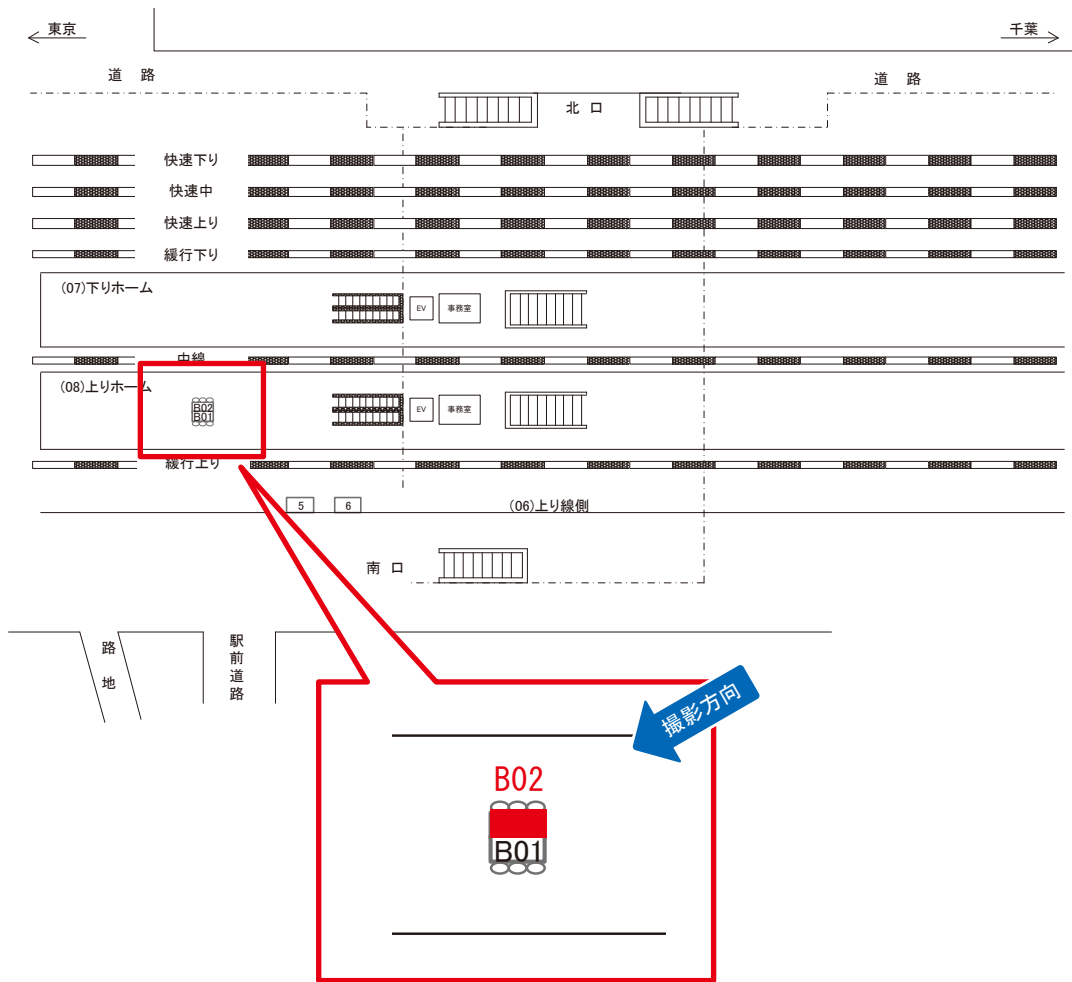 東京
千葉
道 路
道 路
北 口
快速下り
快速中
快速上り
緩行下り
(07)下りホーム
EV
事務室
中線
(08)上りホーム
B02
B01
EV
事務室
緩行上り
5
6
(06)上り線側
南 口
路地
駅前道路
撮影方向
B02
B01